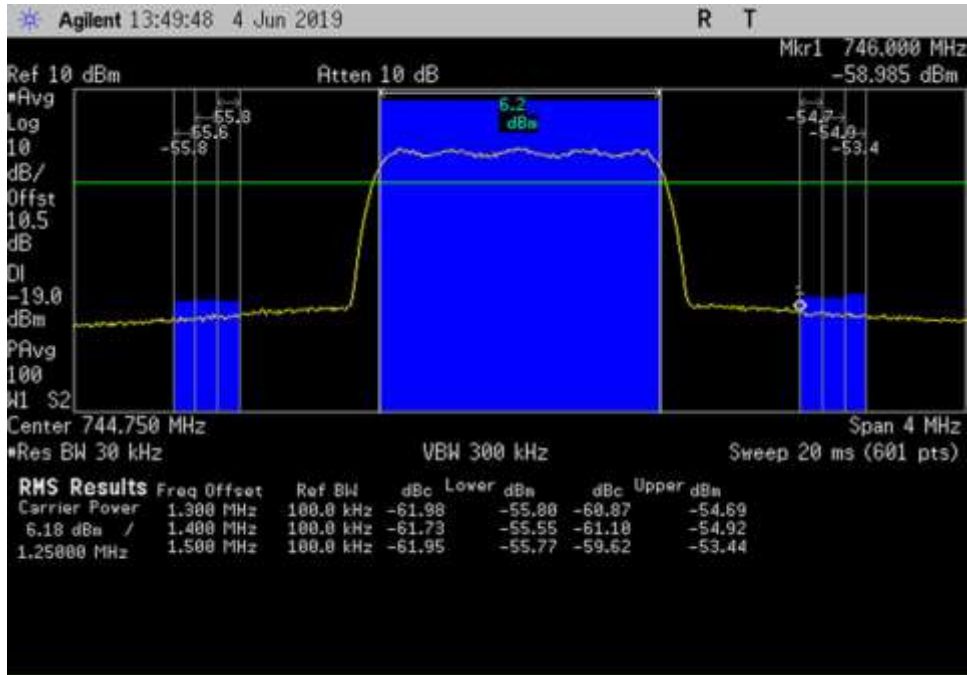 Agilent 13:49:48 4 Jun 2019 R T
Mkr1 746.000 MHz
Ref 10 dBm Atten 10 dB -58.985 dBm
#Avg
Log
10
dB/
Offst
10.5
dB
DI
-19.0
dBm
PAvg
100
W1 S2
-55.8
-55.6
-55.8
6.2
dBm
-54.7
-54.9
-53.4
Center 744.750 MHz Span 4 MHz
#Res BW 30 kHz VBW 300 kHz Sweep 20 ms (601 pts)
RMS Results Freq Offset Ref BW dBc Lower dBm dBc Upper dBm
Carrier Power 1.300 MHz 100.0 kHz -61.98 -55.80 -60.87 -54.69
6.18 dBm / 1.400 MHz 100.0 kHz -61.73 -55.55 -61.10 -54.92
1.25000 MHz 1.500 MHz 100.0 kHz -61.95 -55.77 -59.62 -53.44